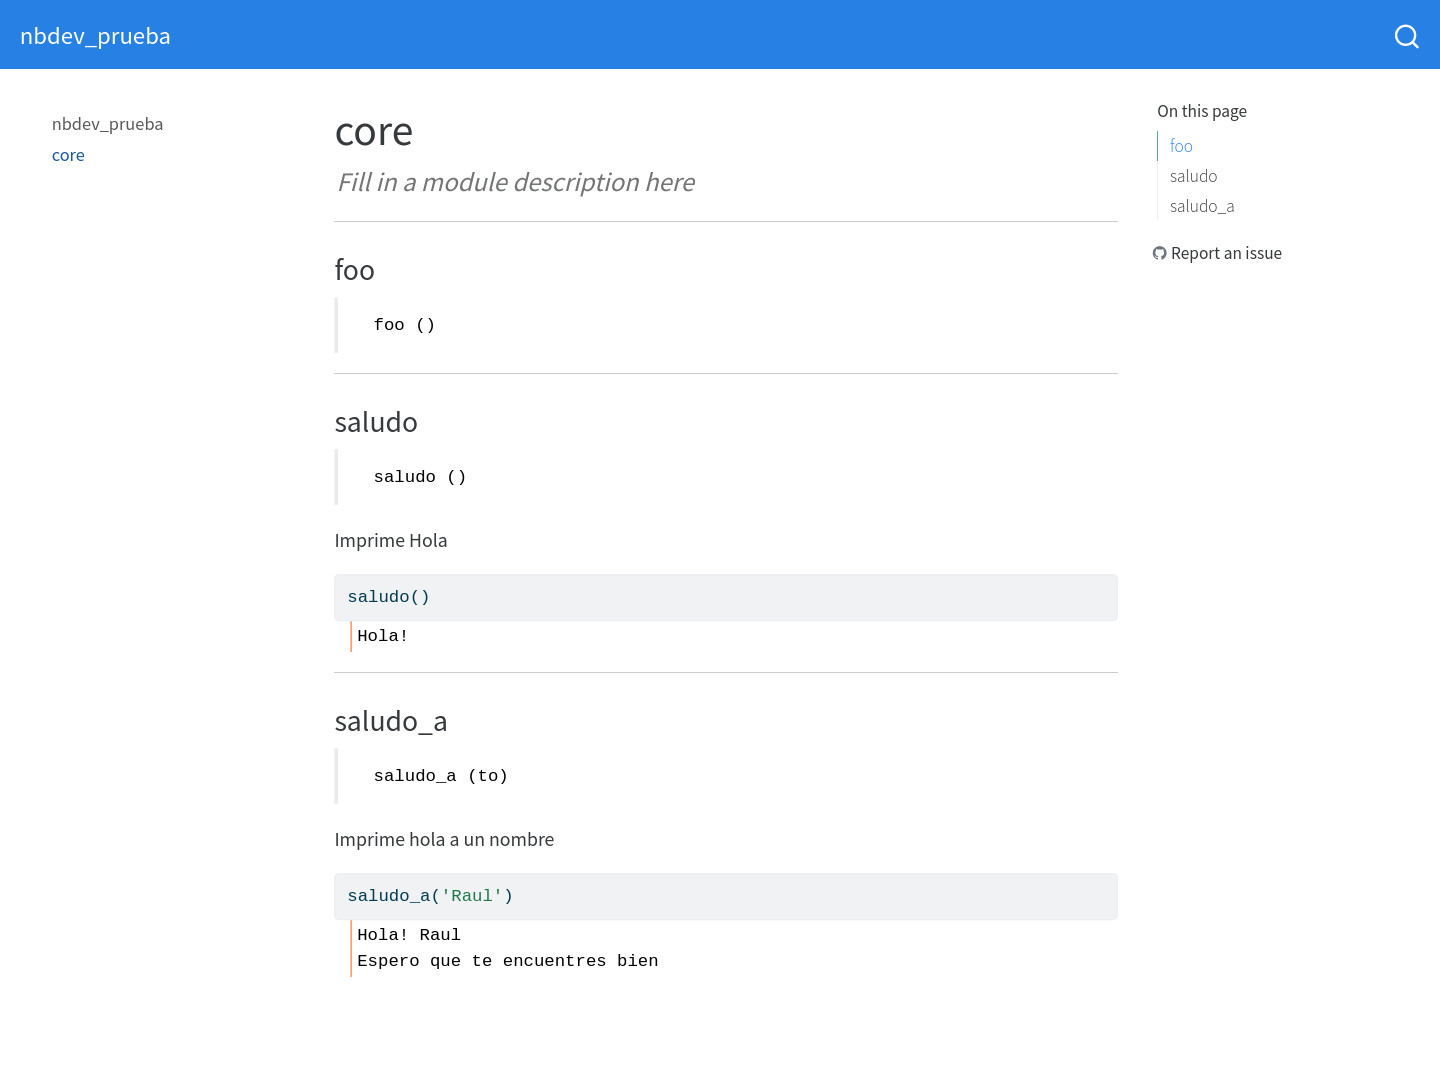 nbdev_prueba
nbdev_prueba
core
core
Fill in a module description here
foo
foo ()
saludo
saludo ()
Imprime Hola
saludo()
Hola!
saludo_a
saludo_a (to)
Imprime hola a un nombre
saludo_a('Raul')
Hola! Raul
Espero que te encuentres bien
On this page
foo
saludo
saludo_a
Report an issue